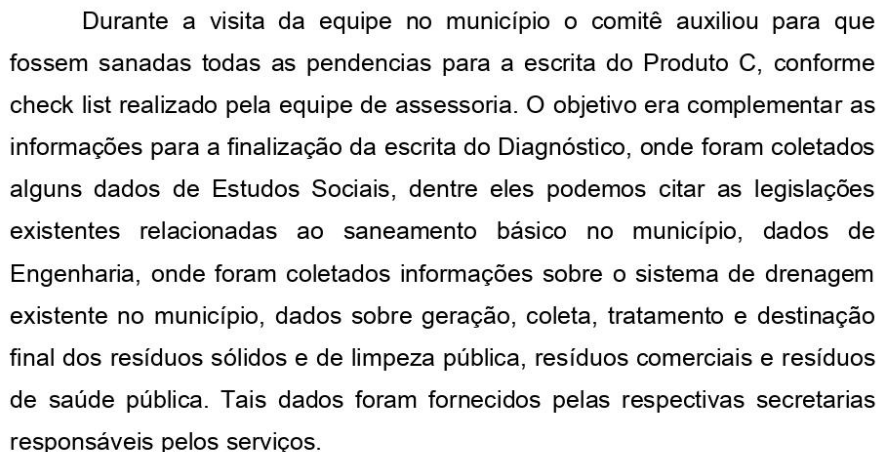 Durante a visita da equipe no município o comitê auxiliou para que
fossem sanadas todas as pendencias para a escrita do Produto C, conforme
check list realizado pela equipe de assessoria. O objetivo era complementar as
informações para a finalização da escrita do Diagnóstico, onde foram coletados
alguns dados de Estudos Sociais, dentre eles podemos citar as legislações
existentes relacionadas ao saneamento básico no município, dados de
Engenharia, onde foram coletados informações sobre o sistema de drenagem
existente no município, dados sobre geração, coleta, tratamento e destinação
final dos resíduos sólidos e de limpeza pública, resíduos comerciais e resíduos
de saúde pública. Tais dados foram fornecidos pelas respectivas secretarias
responsáveis pelos serviços.